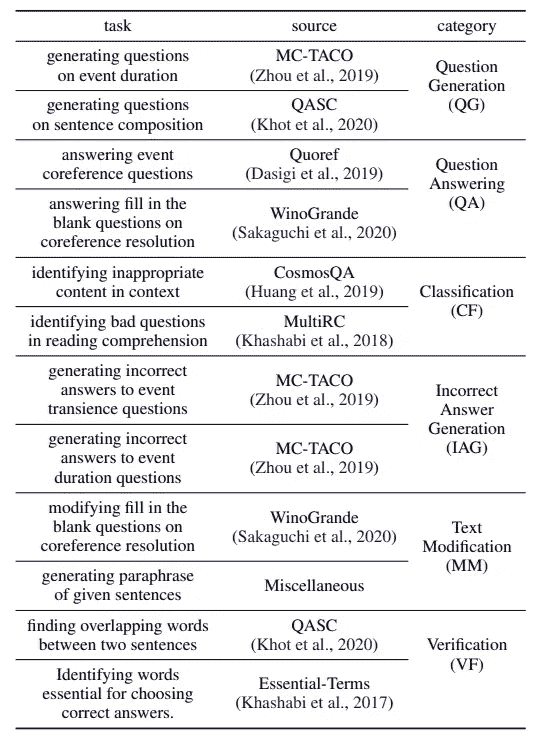 task source category
generating questions
on event duration
MC-TACO
(Zhou et al., 2019)
Question
Generation
(QG)
generating questions
on sentence composition
QASC
(Khot et al., 2020)
answering event
coreference questions
Quoref
(Dasigi et al., 2019)
Question
Answering
(QA)
answering fill in the
blank questions on
coreference resolution
WinoGrande
(Sakaguchi et al., 2020)
identifying inappropriate
content in context
CosmosQA
(Huang et al., 2019)
Classification
(CF)
identifying bad questions
in reading comprehension
MultiRC
(Khashabi et al., 2018)
generating incorrect
answers to event
transience questions
MC-TACO
(Zhou et al., 2019)
Incorrect
Answer
Generation
(IAG)
generating incorrect
answers to event
duration questions
MC-TACO
(Zhou et al., 2019)
modifying fill in the
blank questions on
coreference resolution
WinoGrande
(Sakaguchi et al., 2020)
Text
Modification
(MM)
generating paraphrase
of given sentences
Miscellaneous
finding overlapping words
between two sentences
QASC
(Khot et al., 2020)
Verification
(VF)
Identifying words
essential for choosing
correct answers.
Essential-Terms
(Khashabi et al., 2017)